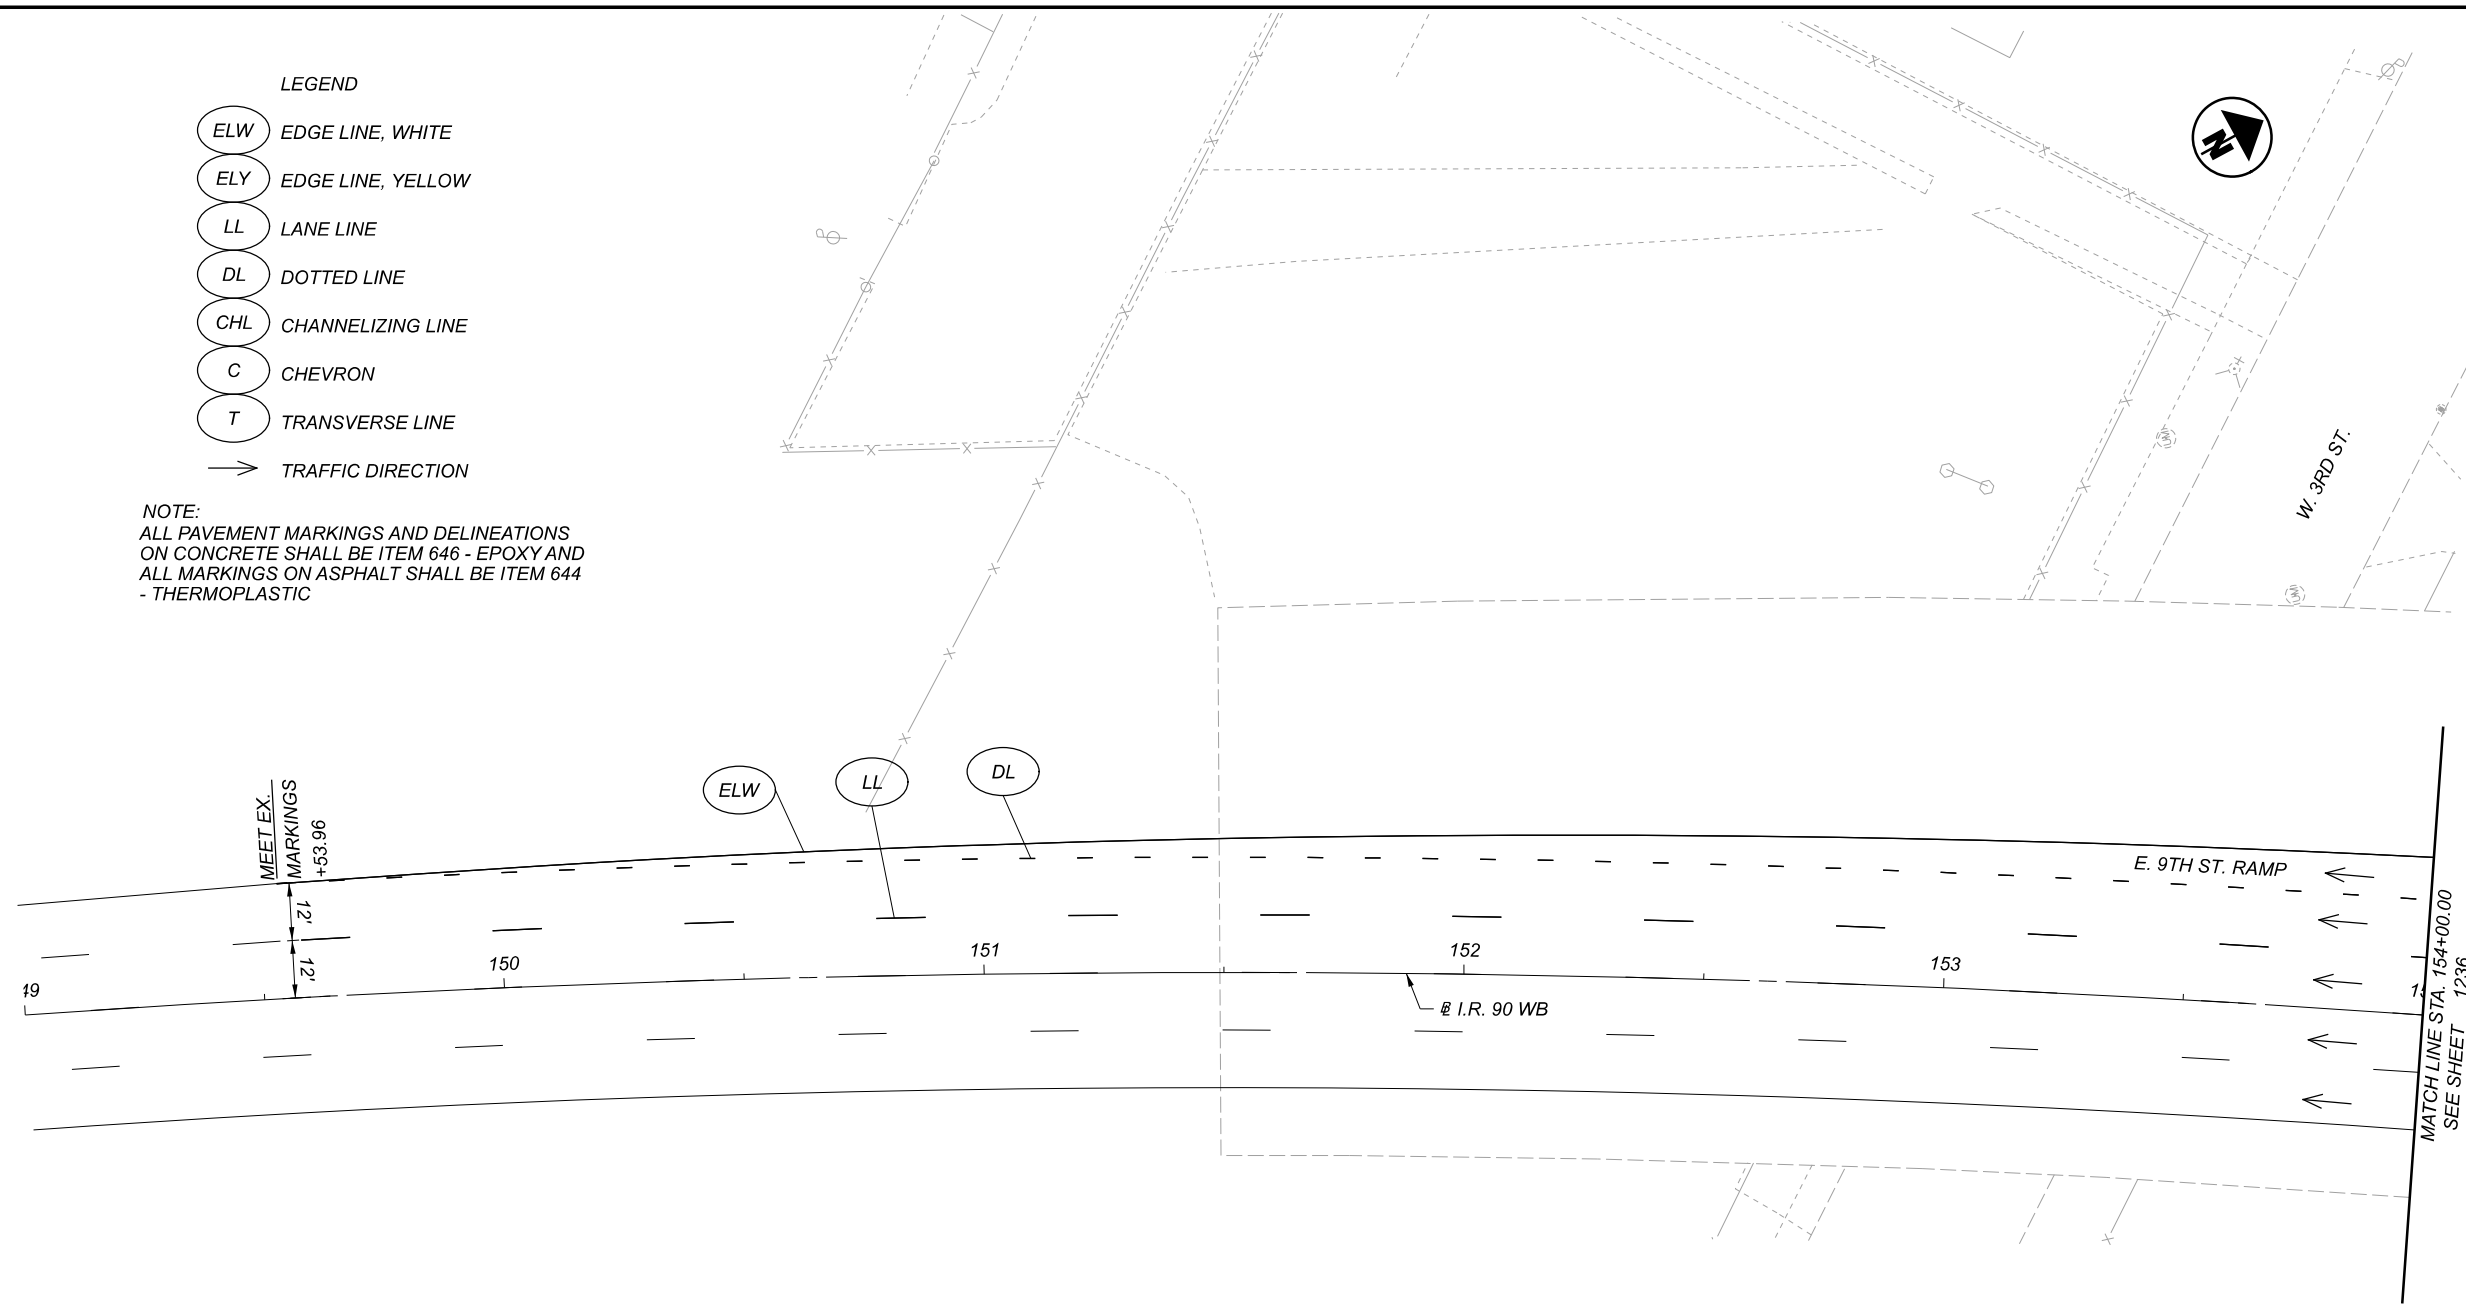 LEGEND
ELW EDGE LINE, WHITE
ELY EDGE LINE, YELLOW
LL LANE LINE
DL DOTTED LINE
CHL CHANNELIZING LINE
C CHEVRON
T TRANSVERSE LINE
TRAFFIC DIRECTION
NOTE:
ALL PAVEMENT MARKINGS AND DELINEATIONS
ON CONCRETE SHALL BE ITEM 646 - EPOXY AND
ALL MARKINGS ON ASPHALT SHALL BE ITEM 644
- THERMOPLASTIC
N
W. 3RD ST.
MEET EX.
MARKINGS
+53.96
12'
12'
ELW
LL
DL
E. 9TH ST. RAMP
49
150
151
152
153
I.R. 90 WB
MATCH LINE STA. 154+00.00
SEE SHEET 1236